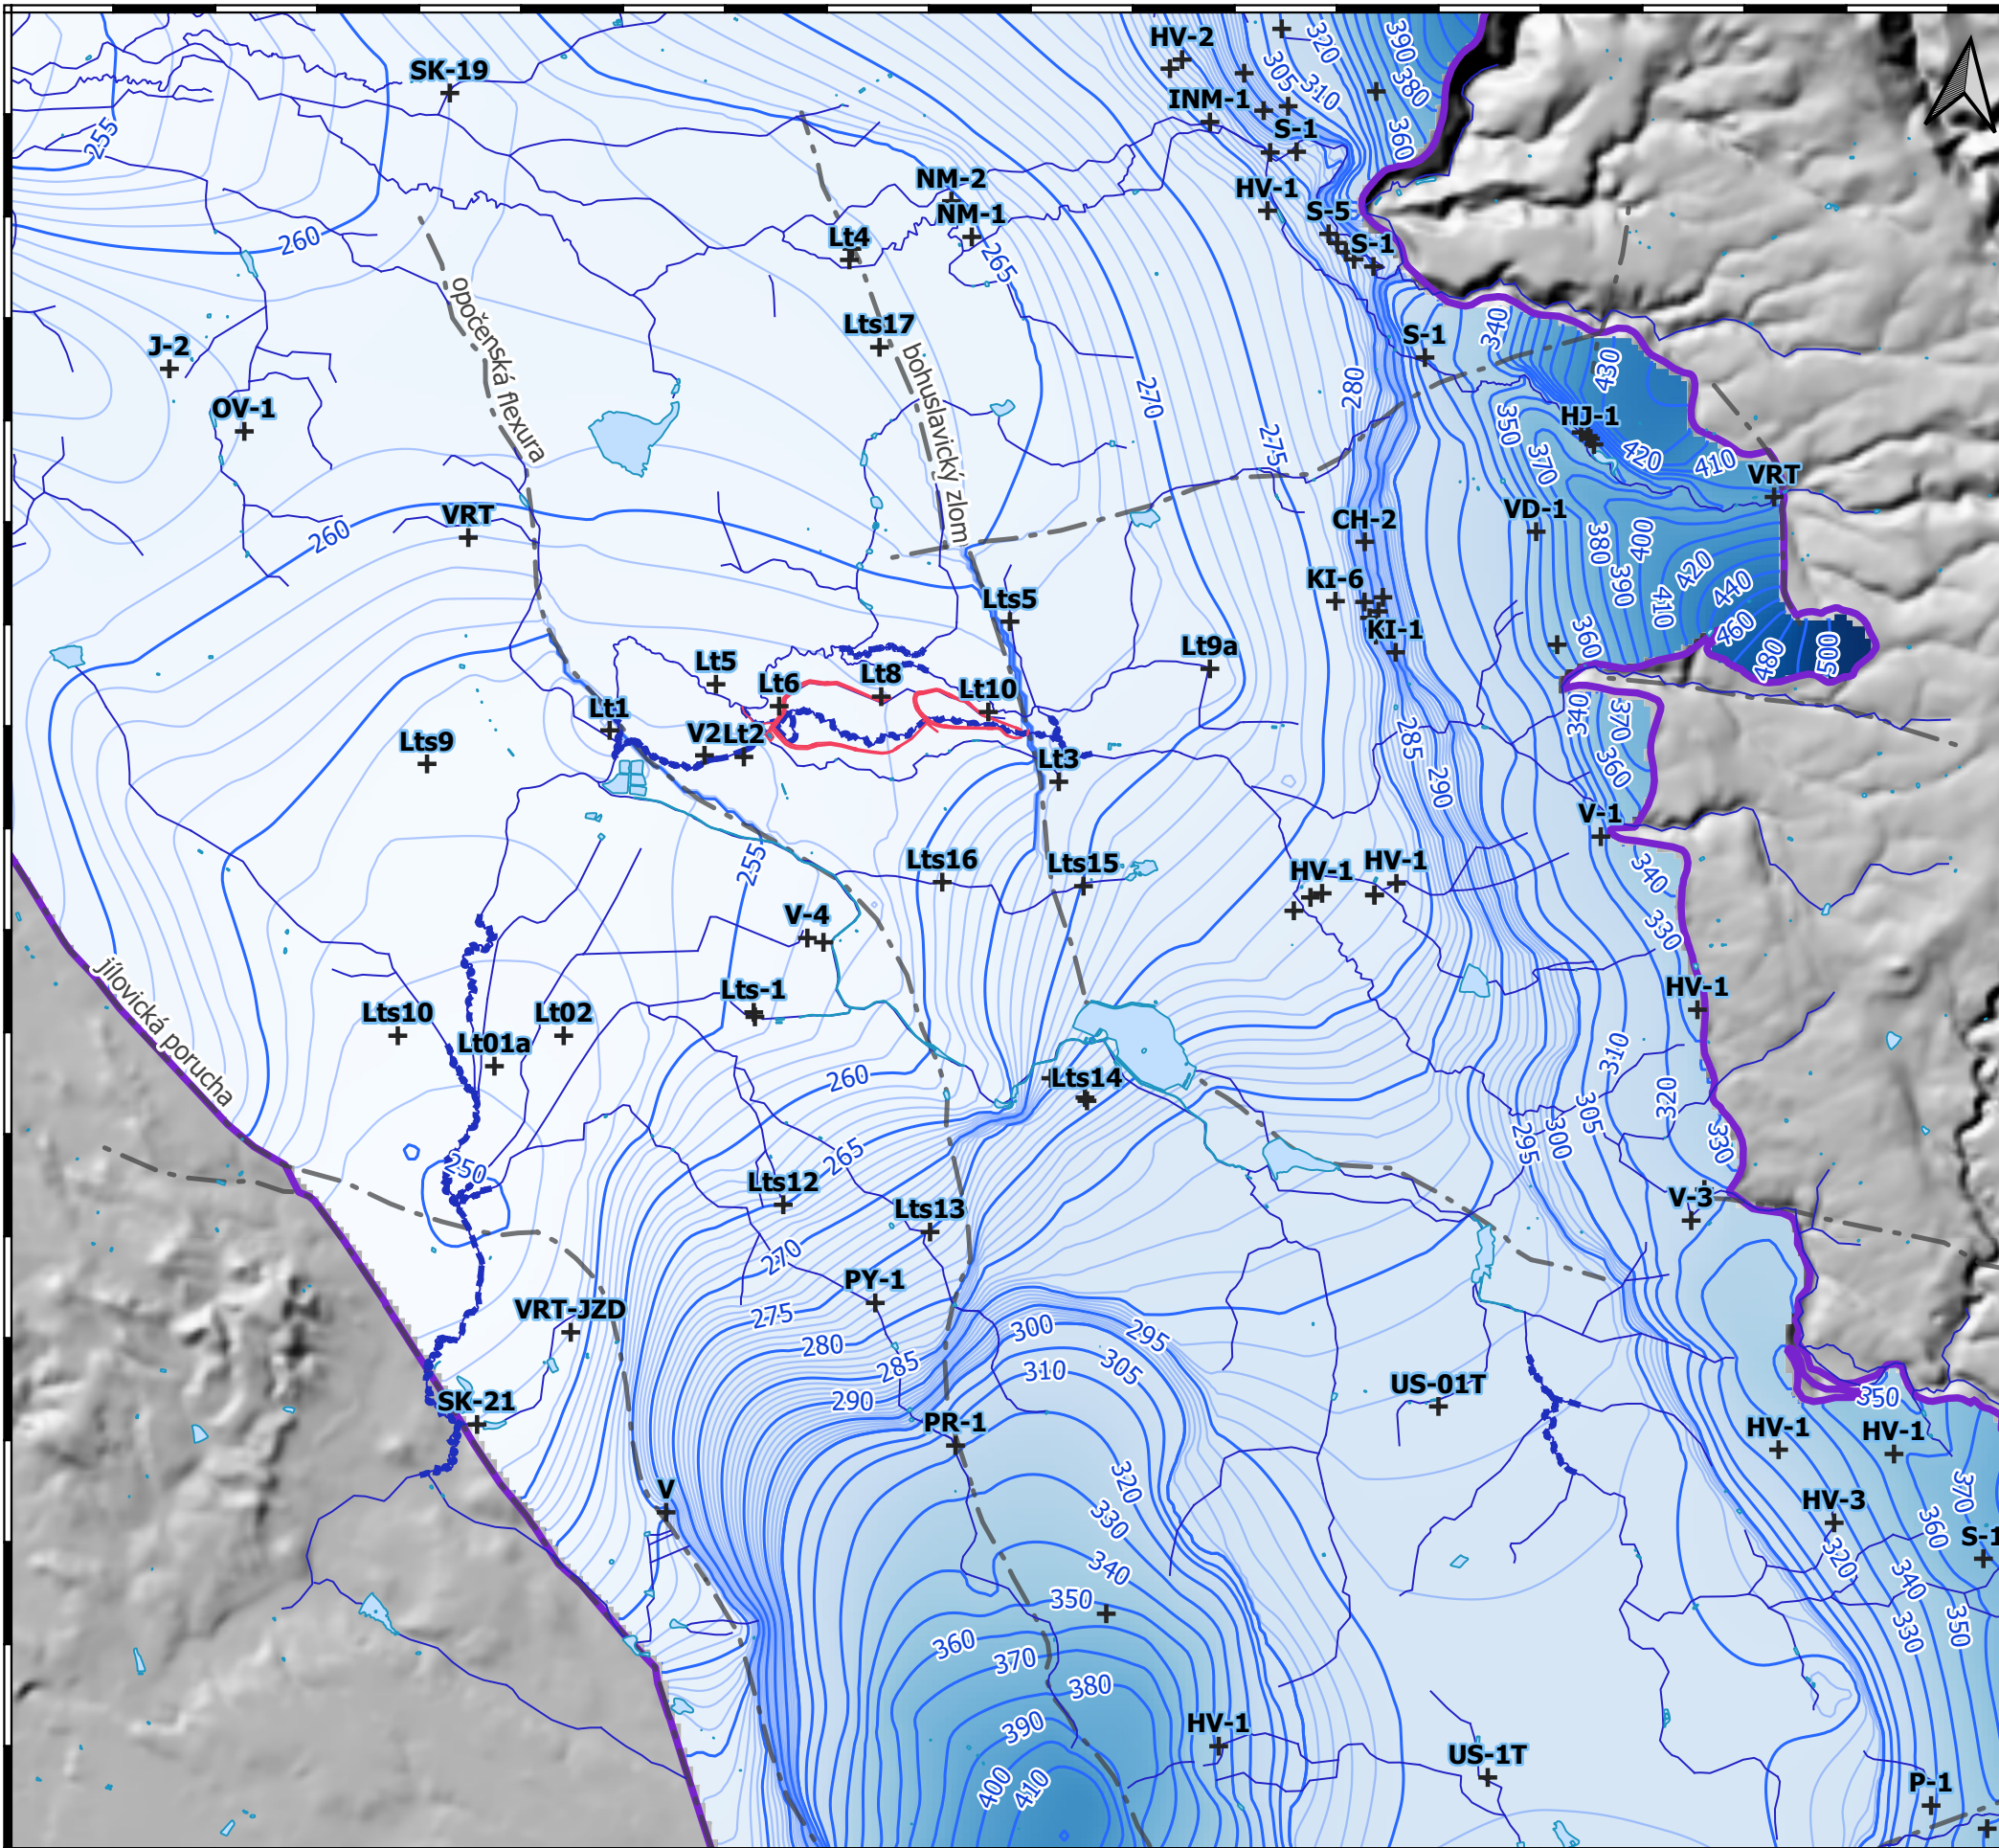 HV-2
320
390
SK-19
305
310
380
INM-1
S-1
255
360
NM-2
HV-1
NM-1
S-5
Lt4
S-1
260
265
opočenská flexura
Lts17
S-1
340
J-2
bohuslavický zlom
430
280
270
OV-1
350
HJ-1
275
420
410
370
VRT
VRT
260
CH-2
VD-1
380
400
KI-6
Lts5
390
420
440
410
KI-1
460
360
480
500
Lt5
Lt9a
Lt8
Lt6
Lt10
Lt1
340
370
V2
Lt2
Lts9
285
Lt3
360
290
V-1
255
Lts16
Lts15
HV-1
HV-1
340
V-4
330
jílovická porucha
Lts-1
HV-1
Lts10
Lt02
Lt01a
310
260
Lts14
320
305
300
295
330
265
250
Lts12
V-3
Lts13
270
PY-1
VRT-JZD
275
300
295
280
285
310
305
US-01T
290
350
SK-21
PR-1
HV-1
HV-1
320
V
370
HV-3
330
360
S-1
320
340
340
350
360
330
350
370
380
HV-1
390
US-1T
400
410
P-1